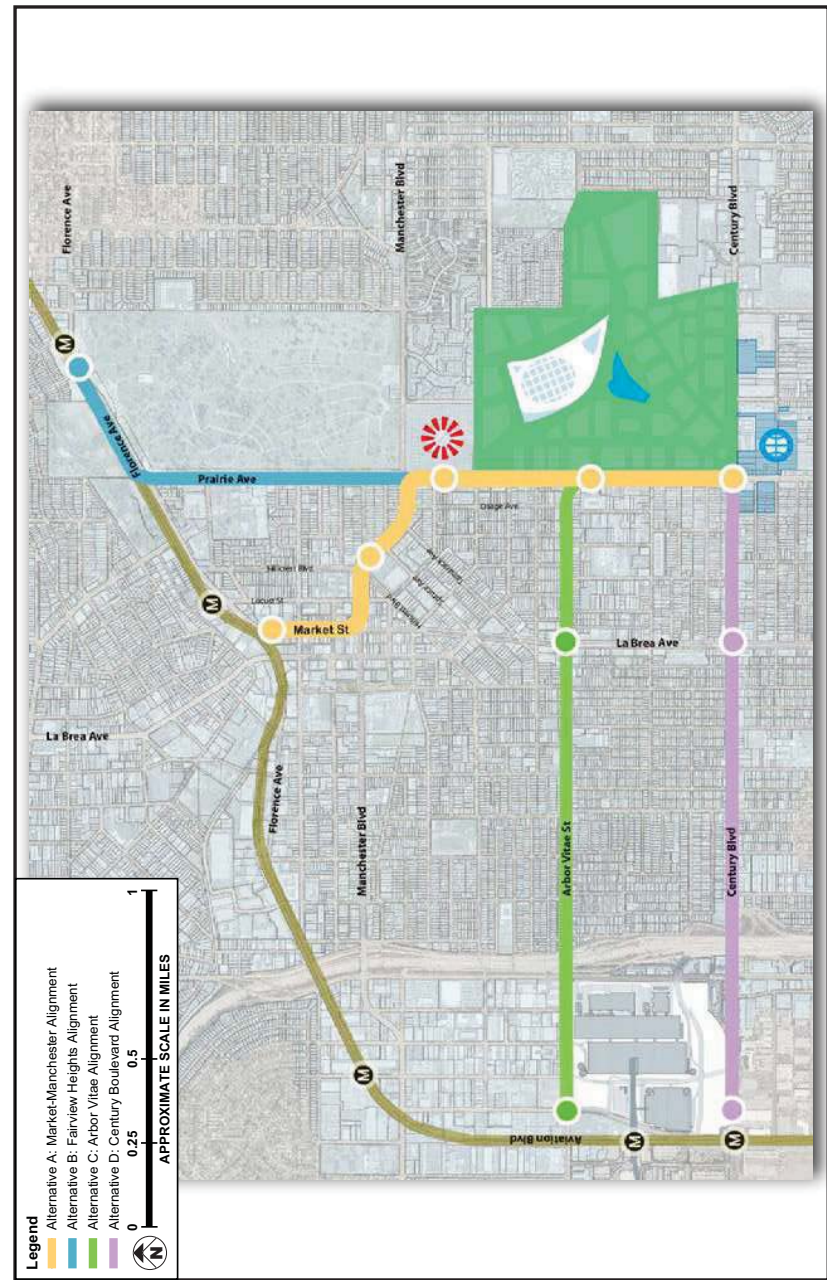 Legend
Alternative A: Market-Manchester Alignment
Alternative B: Fairview Heights Alignment
Alternative C: Arbor Vitae Alignment
Alternative D: Century Boulevard Alignment
N
0 0.25 0.5 1
APPROXIMATE SCALE IN MILES
Florence Ave
Manchester Blvd
Century Blvd
M
Florence Ave
Prairie Ave
Osage Ave
Hillcrest Blvd
Locust St
M
Market St
La Brea Ave
La Brea Ave
Florence Ave
Manchester Blvd
Arbor Vitae St
Century Blvd
M
Aviation Blvd
M
M